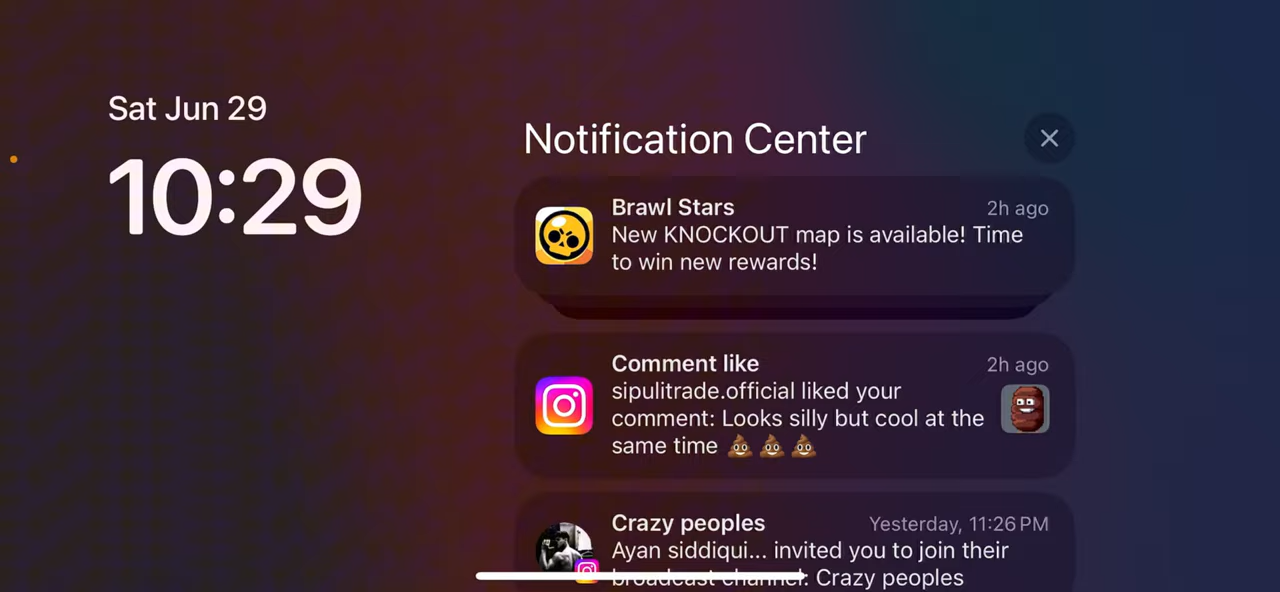 Sat Jun 29
10:29
Notification Center
Brawl Stars
2h ago
New KNOCKOUT map is available! Time
to win new rewards!
Comment like
2h ago
sipulitrade.official liked your
comment: Looks silly but cool at the
same time 💩 💩 💩
Crazy peoples
Yesterday, 11:26 PM
Ayan siddiqui... invited you to join their
broadcast channel: Crazy peoples